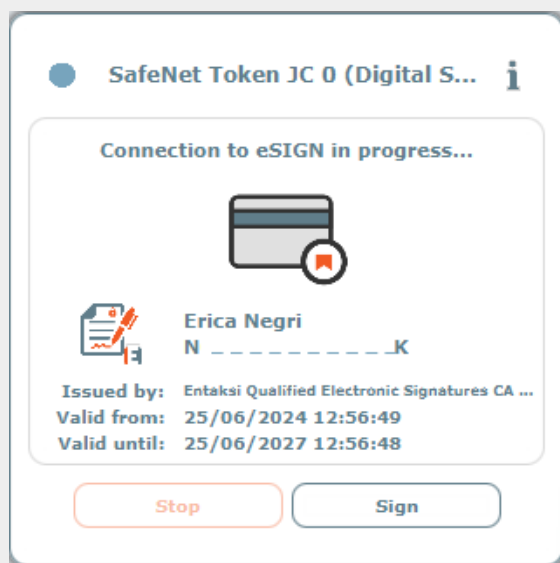 SafeNet Token JC 0 (Digital S... i
Connection to eSIGN in progress...
Erica Negri
N _ _ _ _ _ _ _ _ _ _K
Issued by: Entaksi Qualified Electronic Signatures CA ...
Valid from: 25/06/2024 12:56:49
Valid until: 25/06/2027 12:56:48
Stop Sign